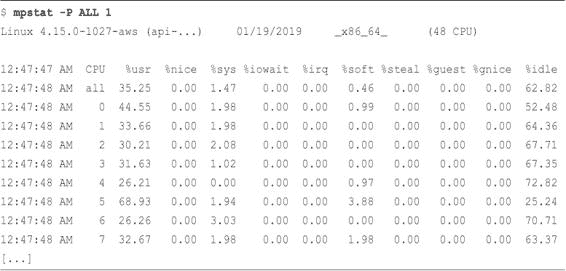 $ mpstat -P ALL 1
Linux 4.15.0-1027-aws (api-...) 01/19/2019 _x86_64_ (48 CPU)
12:47:47 AM CPU %usr %nice %sys %iowait %irq %soft %steal %guest %gnice %idle
12:47:48 AM all 35.25 0.00 1.47 0.00 0.00 0.46 0.00 0.00 0.00 62.82
12:47:48 AM 0 44.55 0.00 1.98 0.00 0.00 0.99 0.00 0.00 0.00 52.48
12:47:48 AM 1 33.66 0.00 1.98 0.00 0.00 0.00 0.00 0.00 0.00 64.36
12:47:48 AM 2 30.21 0.00 2.08 0.00 0.00 0.00 0.00 0.00 0.00 67.71
12:47:48 AM 3 31.63 0.00 1.02 0.00 0.00 0.00 0.00 0.00 0.00 67.35
12:47:48 AM 4 26.21 0.00 0.00 0.00 0.00 0.97 0.00 0.00 0.00 72.82
12:47:48 AM 5 68.93 0.00 1.94 0.00 0.00 3.88 0.00 0.00 0.00 25.24
12:47:48 AM 6 26.26 0.00 3.03 0.00 0.00 0.00 0.00 0.00 0.00 70.71
12:47:48 AM 7 32.67 0.00 1.98 0.00 0.00 1.98 0.00 0.00 0.00 63.37
[...]